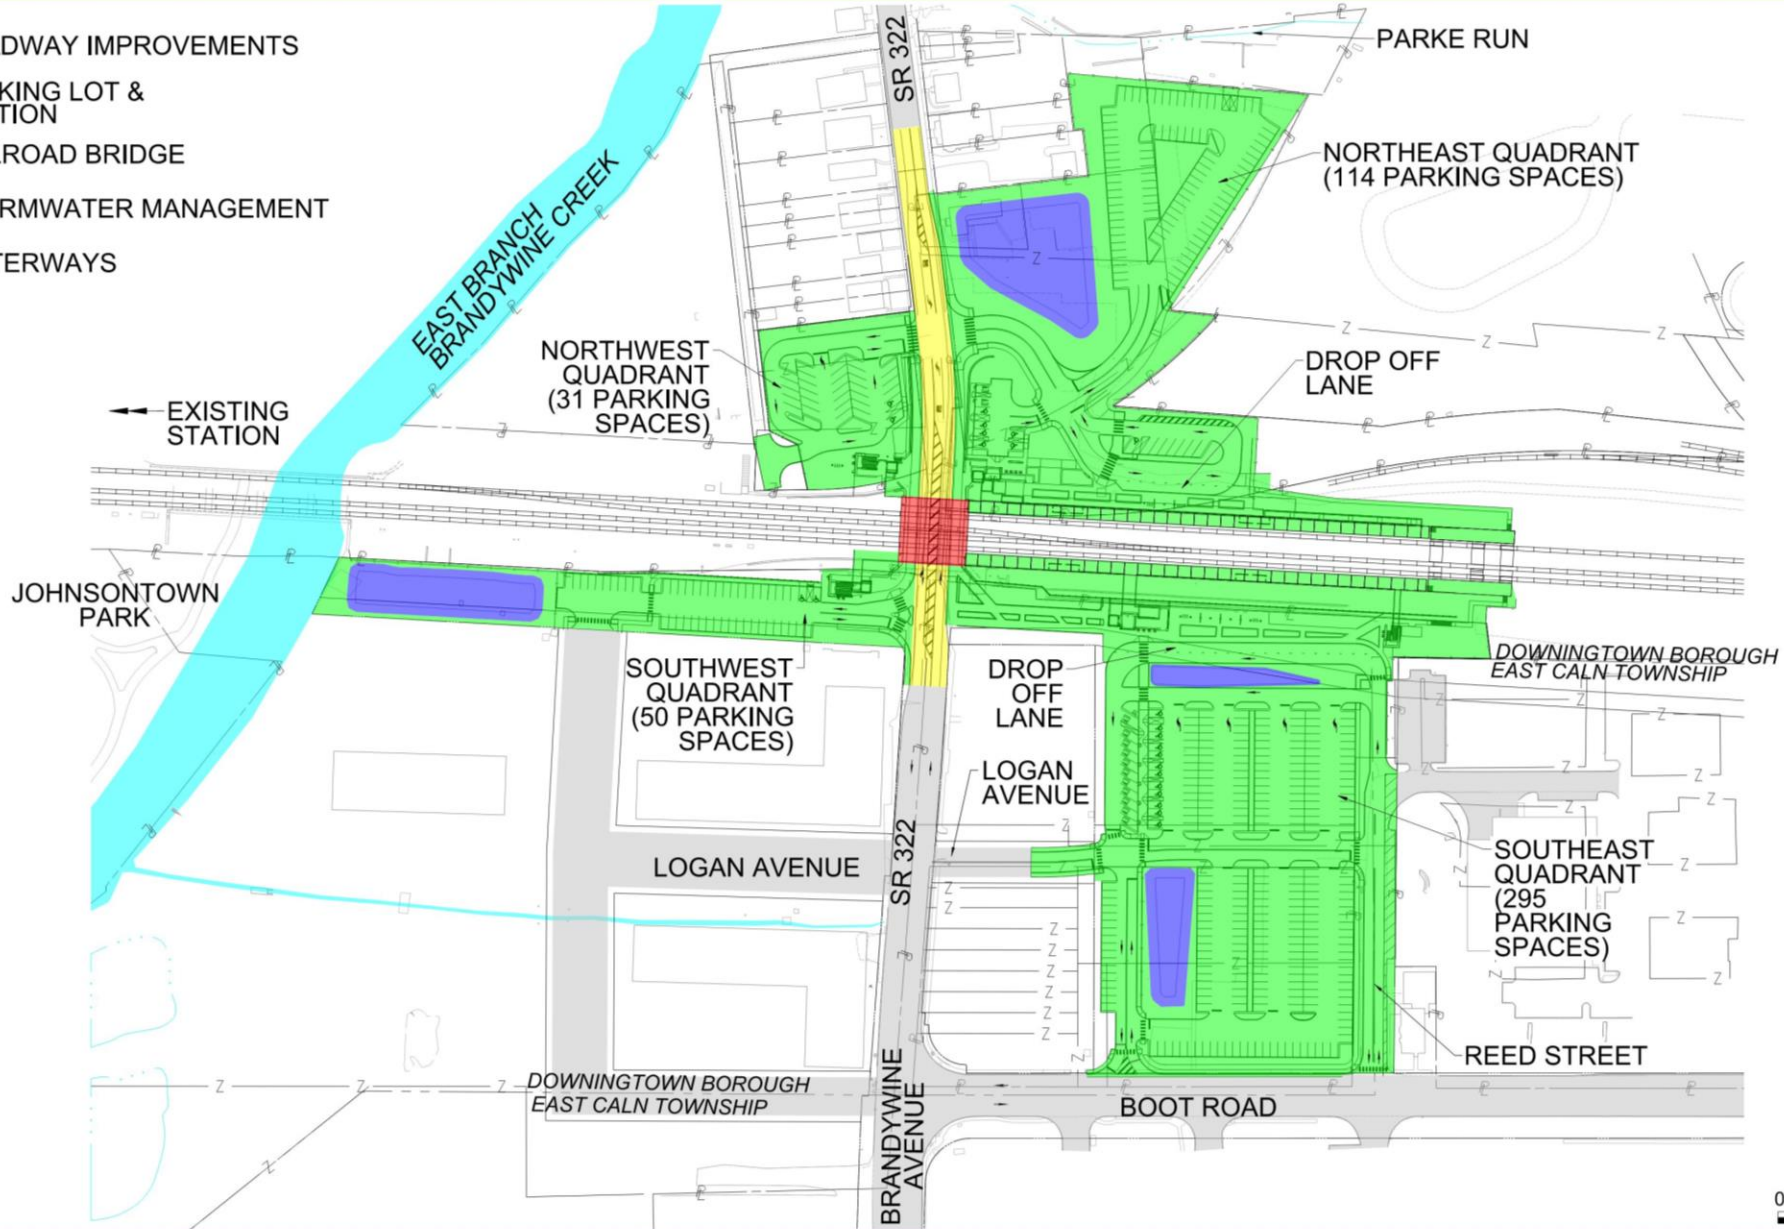 DWAY IMPROVEMENTS
KING LOT &
TION
ROAD BRIDGE
RMWATER MANAGEMENT
TERWAYS
SR 322
PARKE RUN
NORTHEAST QUADRANT
(114 PARKING SPACES)
EAST BRANCH
BRANDYWINE CREEK
NORTHWEST
QUADRANT
(31 PARKING
SPACES)
DROP OFF
LANE
EXISTING
STATION
JOHNSONTOWN
PARK
SOUTHWEST
QUADRANT
(50 PARKING
SPACES)
DROP
OFF
LANE
DOWNINGTOWN BOROUGH
EAST CALN TOWNSHIP
LOGAN
AVENUE
LOGAN AVENUE
SR 322
SOUTHEAST
QUADRANT
(295
PARKING
SPACES)
REED STREET
DOWNINGTOWN BOROUGH
EAST CALN TOWNSHIP
BOOT ROAD
BRANDYWINE
AVENUE
0